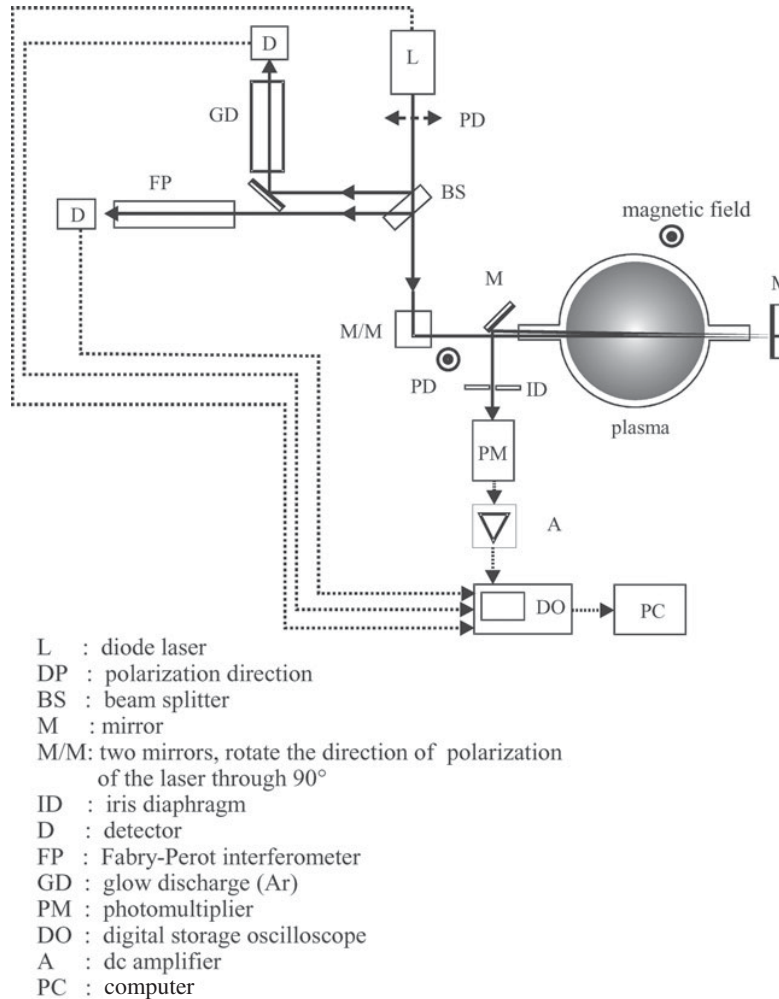 D
L
GD
PD
FP
BS
D
magnetic field
M
M
M/M
PD
ID
plasma
PM
A
DO
PC
L : diode laser
DP : polarization direction
BS : beam splitter
M : mirror
M/M: two mirrors, rotate the direction of polarization
of the laser through 90°
ID : iris diaphragm
D : detector
FP : Fabry-Perot interferometer
GD : glow discharge (Ar)
PM : photomultiplier
DO : digital storage oscilloscope
A : dc amplifier
PC : computer